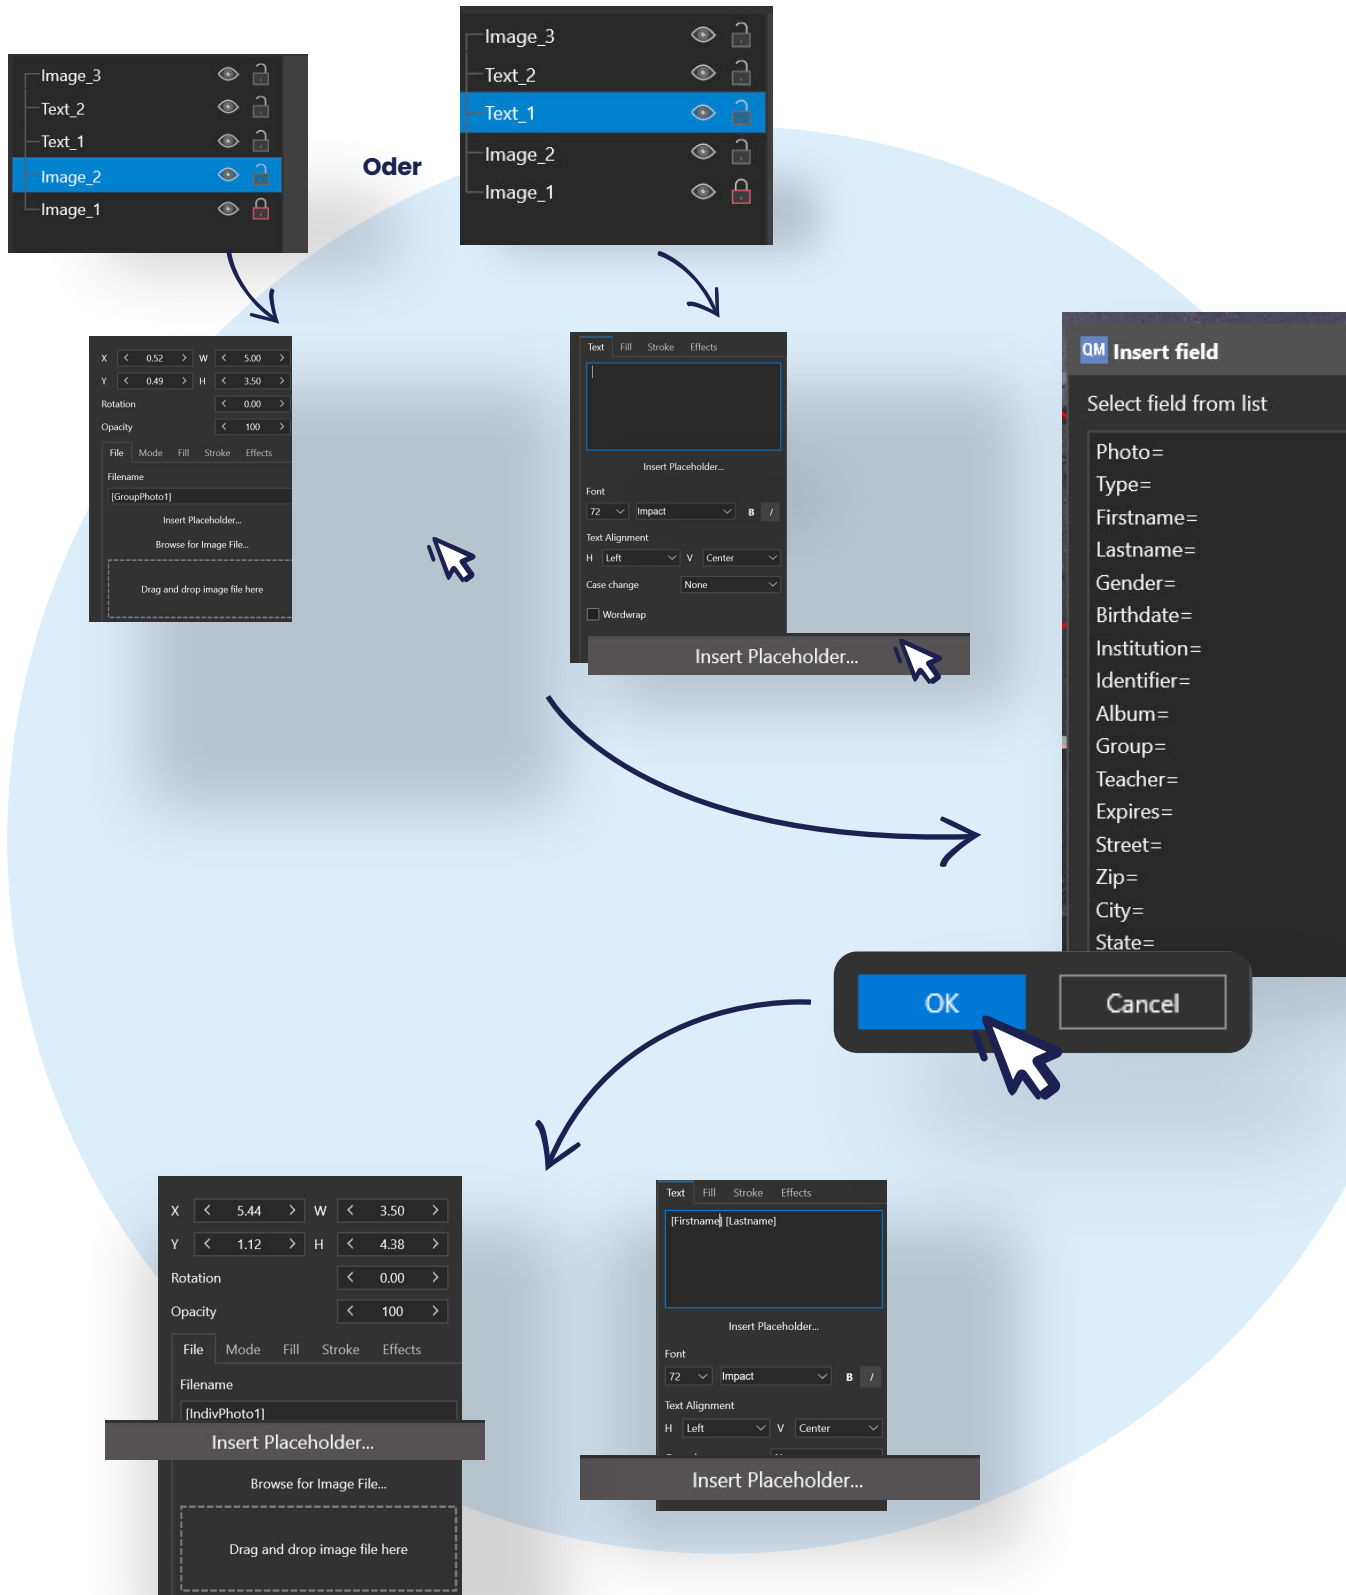 Image_3
Text_2
Text_1
Image_2
Image_1
Oder
Image_3
Text_2
Text_1
Image_2
Image_1
X 0.52 W 5.00
Y 0.49 H 3.50
Rotation 0.00
Opacity 100
File Mode Fill Stroke Effects
Filename
[GroupPhoto1]
Insert Placeholder...
Browse for Image File...
Drag and drop image file here
Text Fill Stroke Effects
Insert Placeholder...
Font
72 Impact B /
Text Alignment
H Left V Center
Case change None
Wordwrap
Insert Placeholder...
QM Insert field
Select field from list
Photo=
Type=
Firstname=
Lastname=
Gender=
Birthdate=
Institution=
Identifier=
Album=
Group=
Teacher=
Expires=
Street=
Zip=
City=
State=
OK Cancel
X 5.44 W 3.50
Y 1.12 H 4.38
Rotation 0.00
Opacity 100
File Mode Fill Stroke Effects
Filename
[IndivPhoto1]
Insert Placeholder...
Browse for Image File...
Drag and drop image file here
Text Fill Stroke Effects
[Firstname] [Lastname]
Insert Placeholder...
Font
72 Impact B /
Text Alignment
H Left V Center
Insert Placeholder...